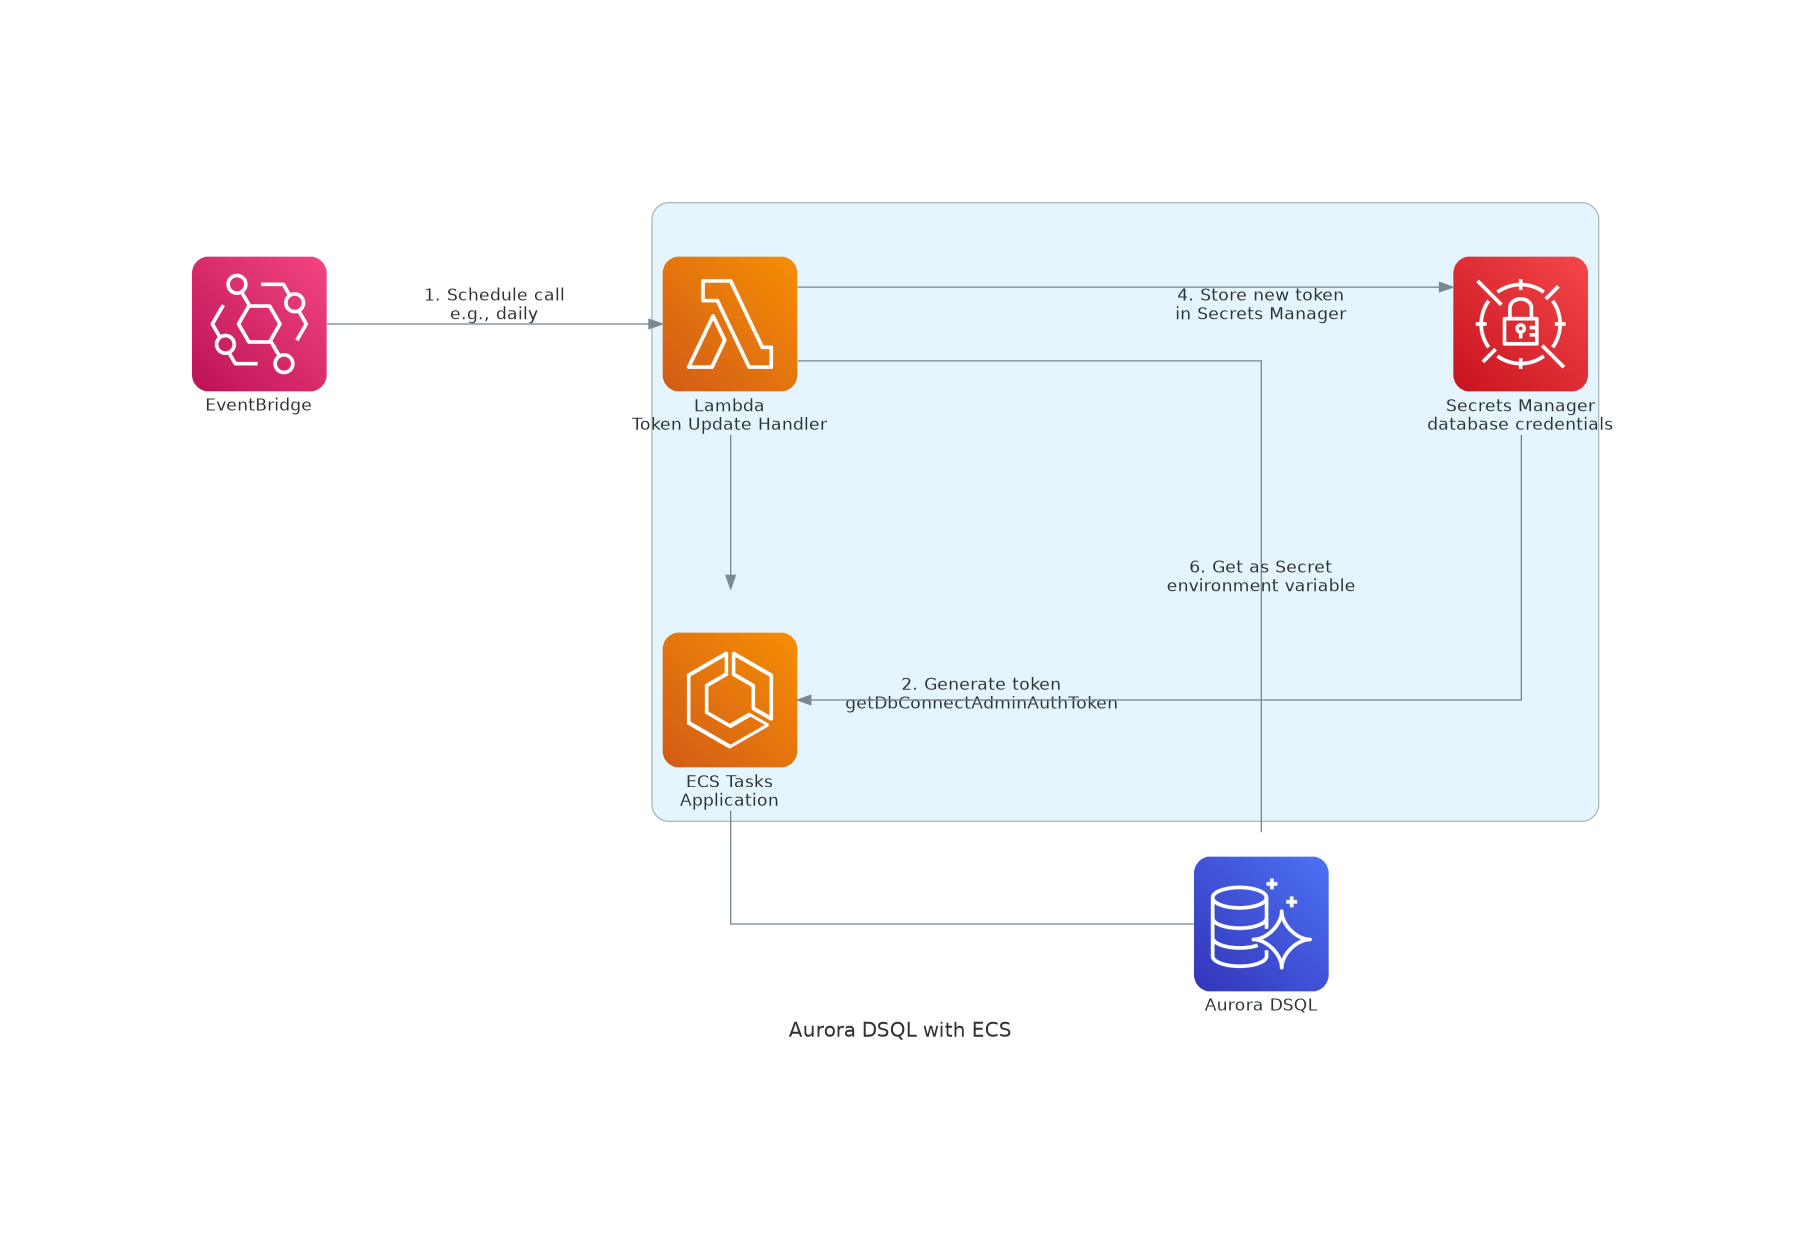 1. Schedule call
e.g., daily
4. Store new token
in Secrets Manager
EventBridge
Lambda
Token Update Handler
Secrets Manager
database credentials
6. Get as Secret
environment variable
2. Generate token
getDbConnectAdminAuthToken
ECS Tasks
Application
Aurora DSQL
Aurora DSQL with ECS